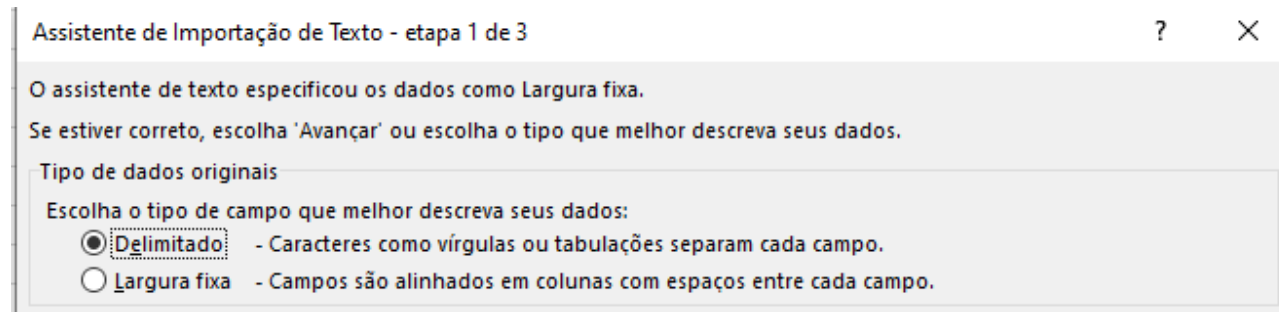 Assistente de Importação de Texto - etapa 1 de 3 ? ×
O assistente de texto especificou os dados como Largura fixa.
Se estiver correto, escolha 'Avançar' ou escolha o tipo que melhor descreva seus dados.
Tipo de dados originais
Escolha o tipo de campo que melhor descreva seus dados:
Delimitado - Caracteres como vírgulas ou tabulações separam cada campo.
Largura fixa - Campos são alinhados em colunas com espaços entre cada campo.